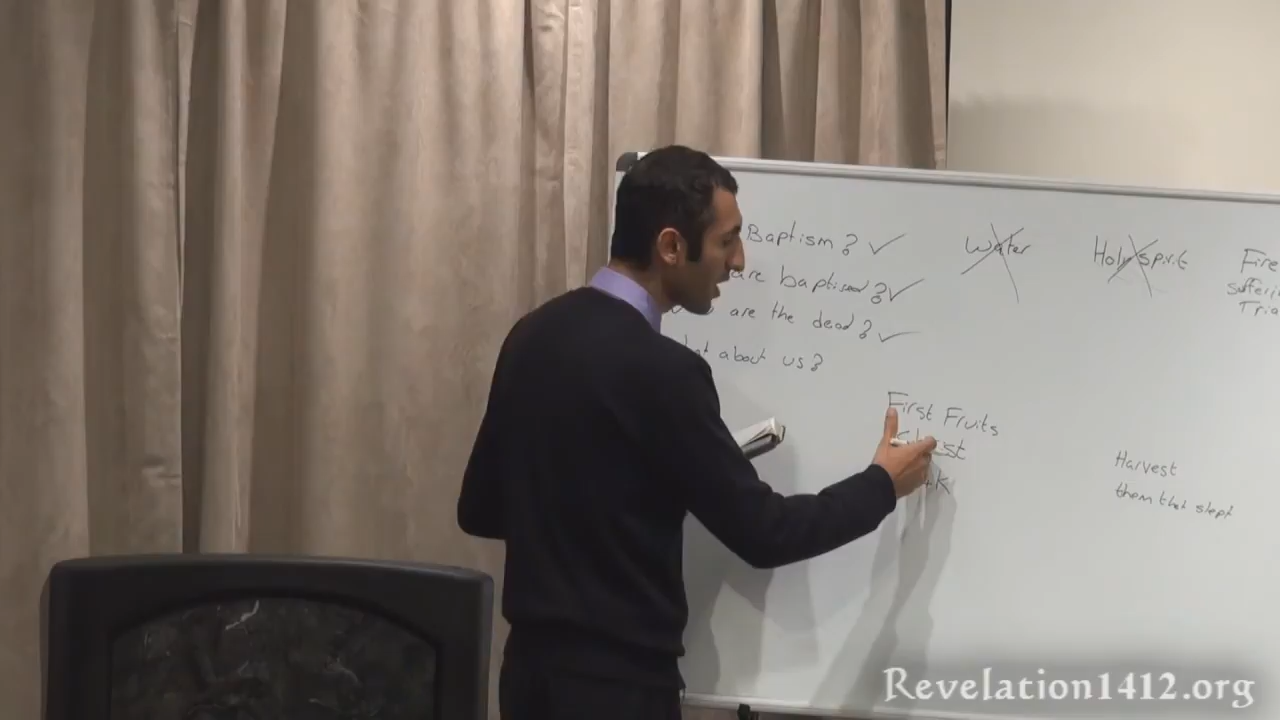 Baptism? ✓
are baptised? ✓
are the dead? ✓
about us?
Water
Holy Spirit
Fire
First Fruits
Christ
Harvest
them that slept
Revelation1412.org